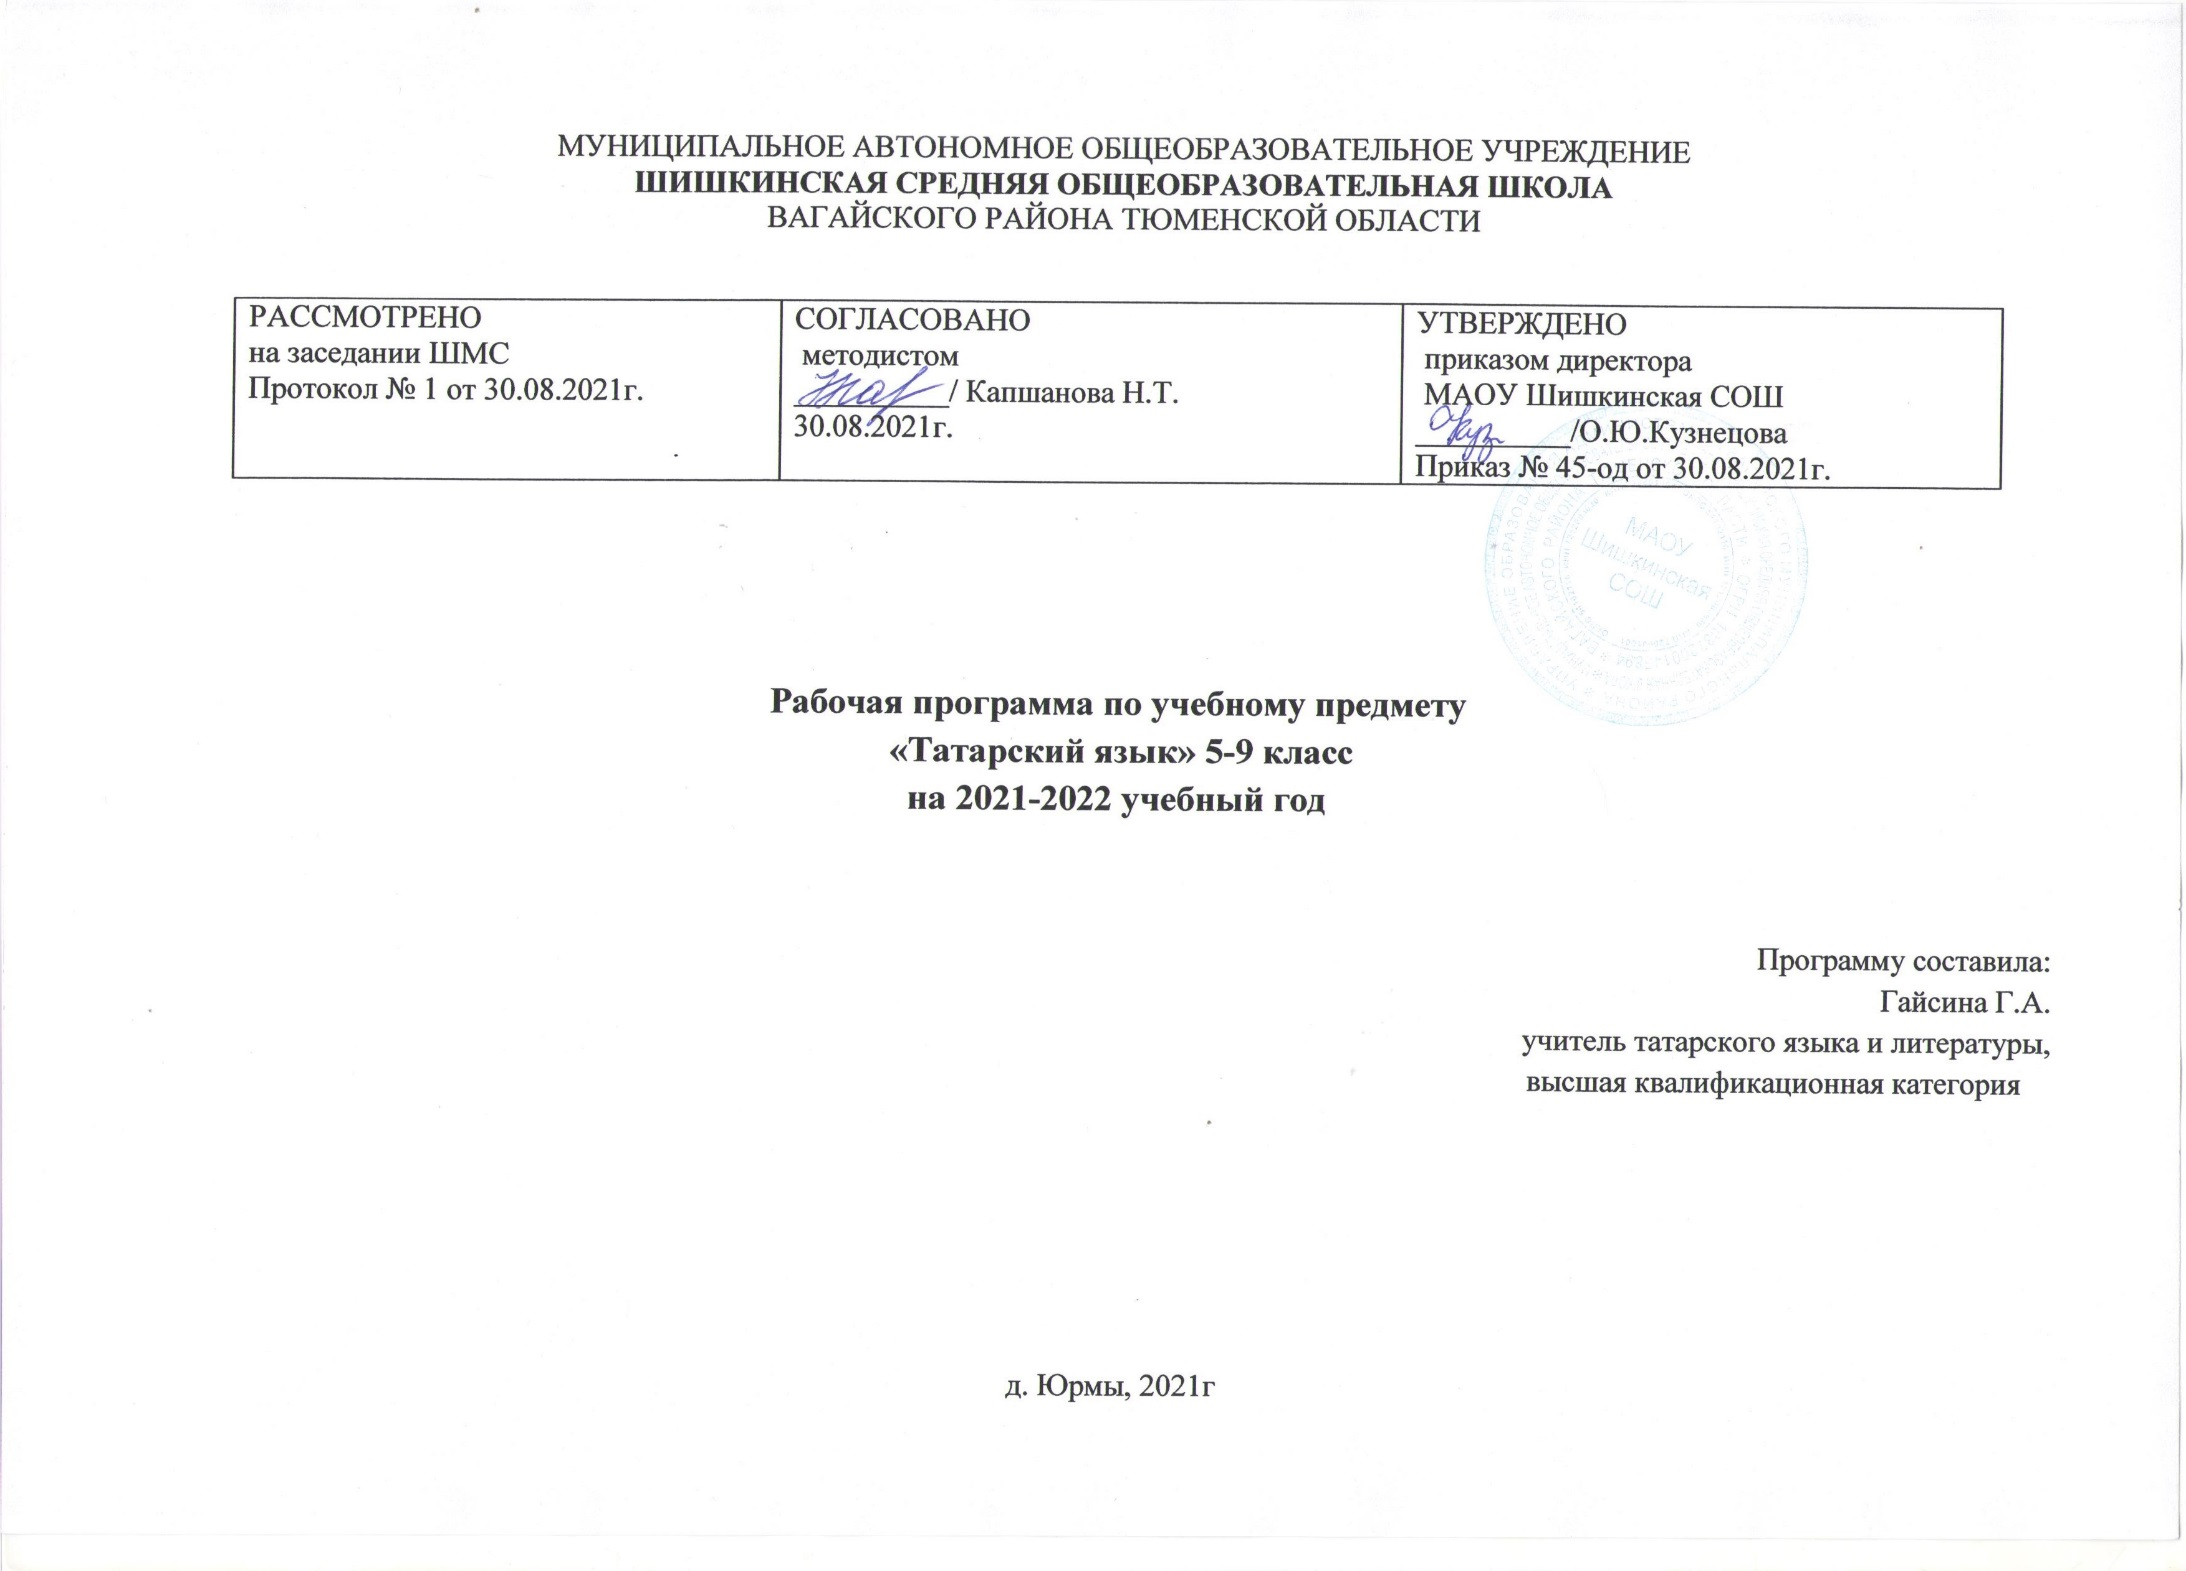 МУНИЦИПАЛЬНОЕ АВТОНОМНОЕ ОБЩЕОБРАЗОВАТЕЛЬНОЕ УЧРЕЖДЕНИЕ
ШИШКИНСКАЯ СРЕДНЯЯ ОБЩЕОБРАЗОВАТЕЛЬНАЯ ШКОЛА
ВАГАЙСКОГО РАЙОНА ТЮМЕНСКОЙ ОБЛАСТИ
РАССМОТРЕНО
на заседании ШМС
Протокол № 1 от 30.08.2021г.
СОГЛАСОВАНО
методистом
/ Капшанова Н.Т.
30.08.2021г.
УТВЕРЖДЕНО
приказом директора
МАОУ Шишкинская СОШ
/О.Ю.Кузнецова
Приказ № 45-од от 30.08.2021г.
МАОУ
Шишкинская
СОШ
Рабочая программа по учебному предмету
«Татарский язык» 5-9 класс
на 2021-2022 учебный год
Программу составила:
Гайсина Г.А.
учитель татарского языка и литературы,
высшая квалификационная категория
д. Юрмы, 2021г